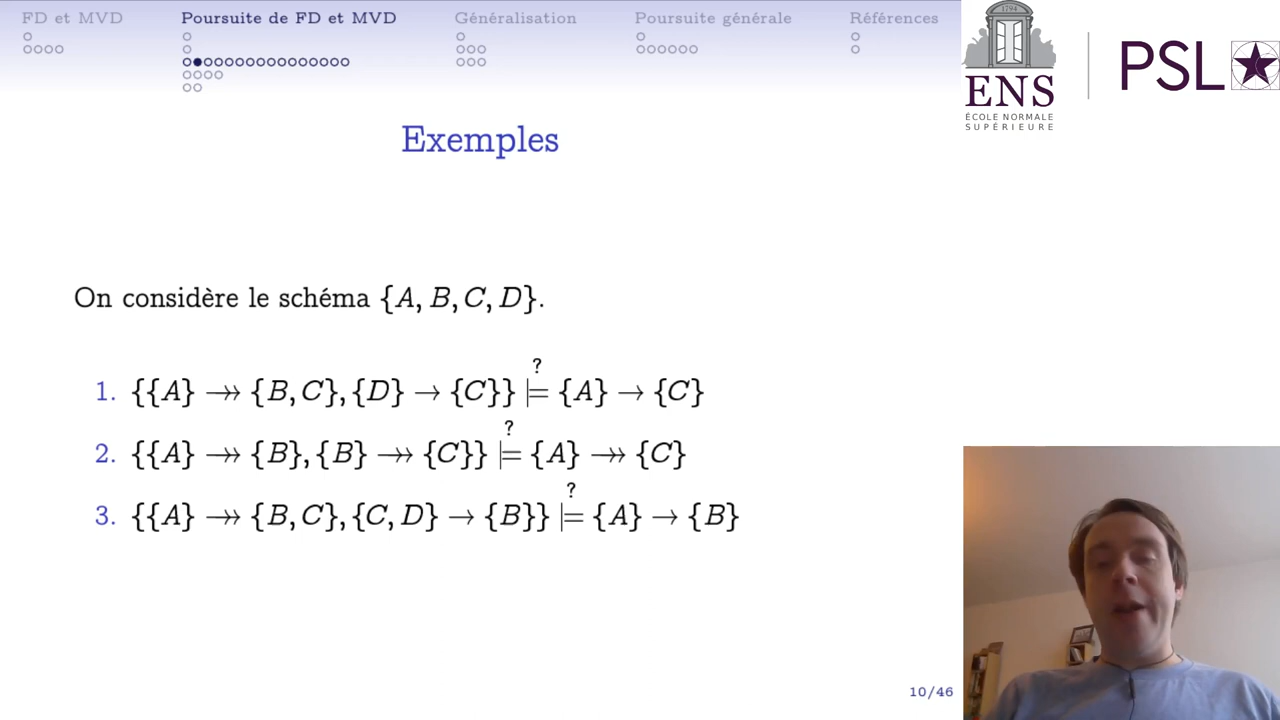 FD et MVD Poursuite de FD et MVD Généralisation Poursuite générale Références
1794
ENS
ÉCOLE NORMALE
SUPÉRIEURE
PSL
Exemples
On considère le schéma {A, B, C, D}.
1. {{A} ↠ {B, C}, {D} → {C}} ⊨? {A} → {C}
2. {{A} ↠ {B}, {B} ↠ {C}} ⊨? {A} ↠ {C}
3. {{A} ↠ {B, C}, {C, D} → {B}} ⊨? {A} → {B}
10/46